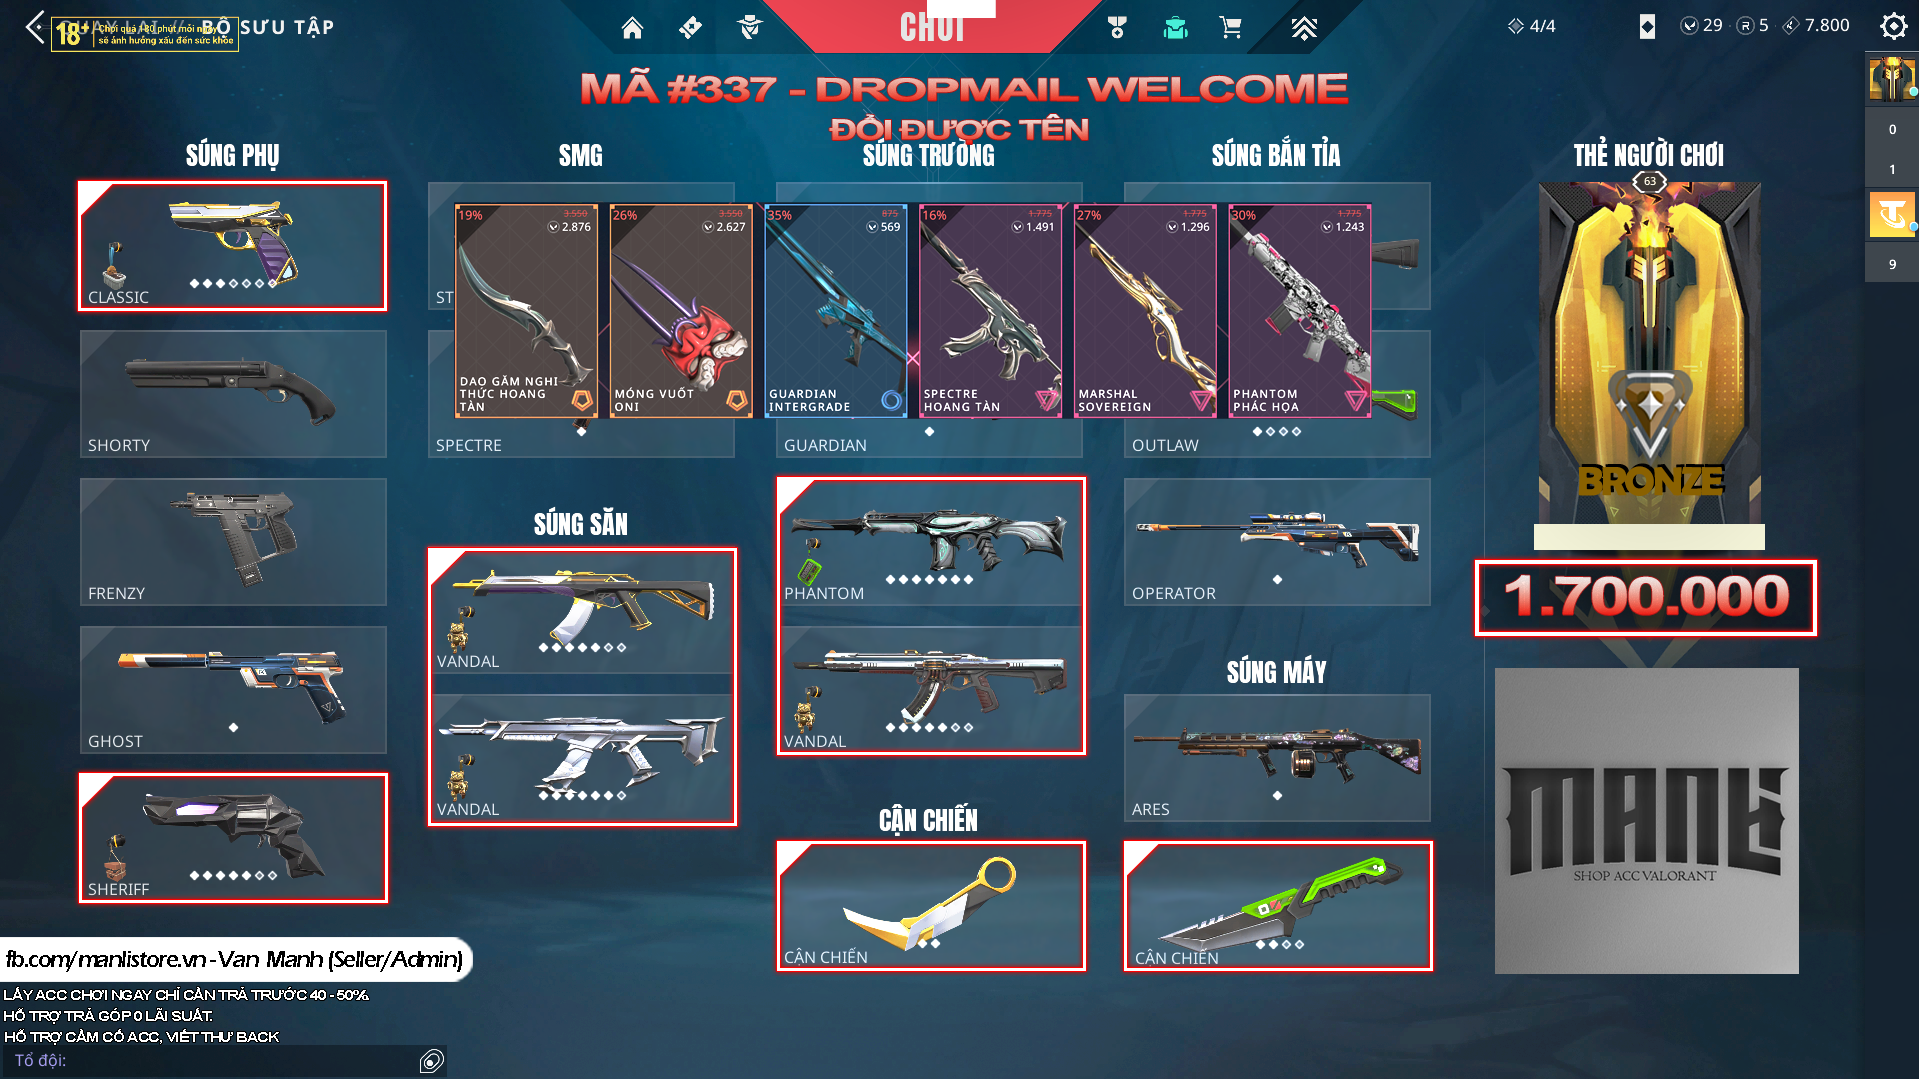 QUAY LẠI // BỘ SƯU TẬP
18+ Chơi quá 180 phút mỗi ngày
sẽ ảnh hưởng xấu đến sức khỏe
CHƠI
4/4
29
5
7.800
MÃ #337 - DROPMAIL WELCOME
ĐỔI ĐƯỢC TÊN
SÚNG PHỤ
CLASSIC
SHORTY
FRENZY
GHOST
SHERIFF
SMG
ST
SPECTRE
SÚNG SĂN
VANDAL
VANDAL
SÚNG TRƯỜNG
GUARDIAN
PHANTOM
VANDAL
CẬN CHIẾN
CẬN CHIẾN
SÚNG BẮN TỈA
OUTLAW
OPERATOR
SÚNG MÁY
ARES
CẬN CHIẾN
19% 3.550
2.876
DAO GĂM NGHI
THỨC HOANG
TÀN
26% 3.550
2.627
MÓNG VUỐT
ONI
35% 875
569
GUARDIAN
INTERGRADE
16% 1.775
1.491
SPECTRE
HOANG TÀN
27% 1.775
1.296
MARSHAL
SOVEREIGN
30% 1.775
1.243
PHANTOM
PHÁC HỌA
THẺ NGƯỜI CHƠI
63
BRONZE
1.700.000
MANLI
SHOP ACC VALORANT
0
1
9
fb.com/manlistore.vn - Van Manh (Seller/Admin)
LẤY ACC CHƠI NGAY CHỈ CẦN TRẢ TRƯỚC 40 - 50%.
HỖ TRỢ TRẢ GÓP 0 LÃI SUẤT.
HỖ TRỢ CẦM CỐ ACC, VIẾT THƯ BACK
Tổ đội: